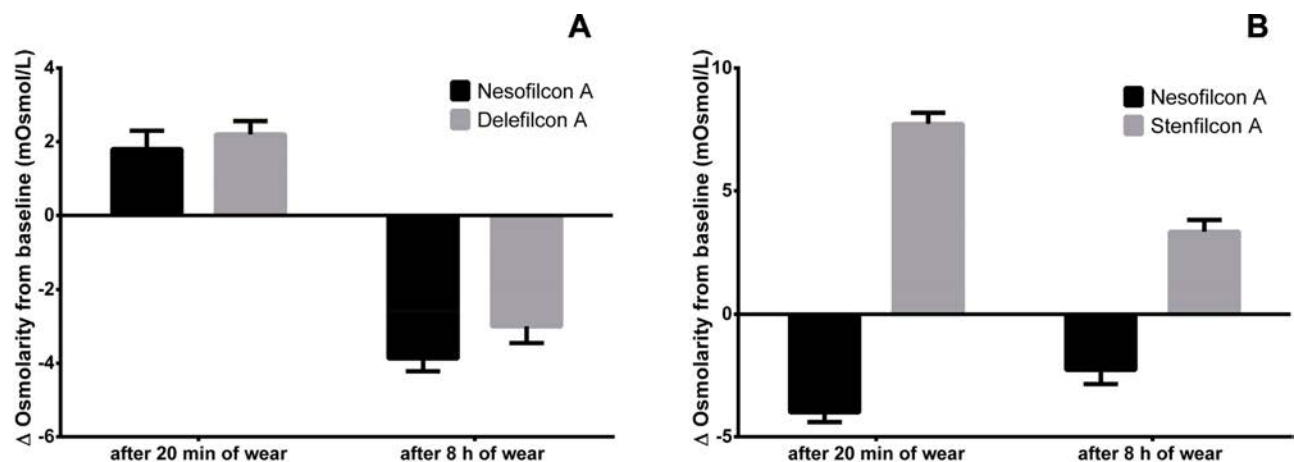 A
Δ Osmolarity from baseline (mOsmol/L)
4
2
0
-2
-4
-6
Nesofilcon A
Delefilcon A
after 20 min of wear
after 8 h of wear
B
Δ Osmolarity from baseline (mOsmol/L)
10
5
0
-5
Nesofilcon A
Stenfilcon A
after 20 min of wear
after 8 h of wear